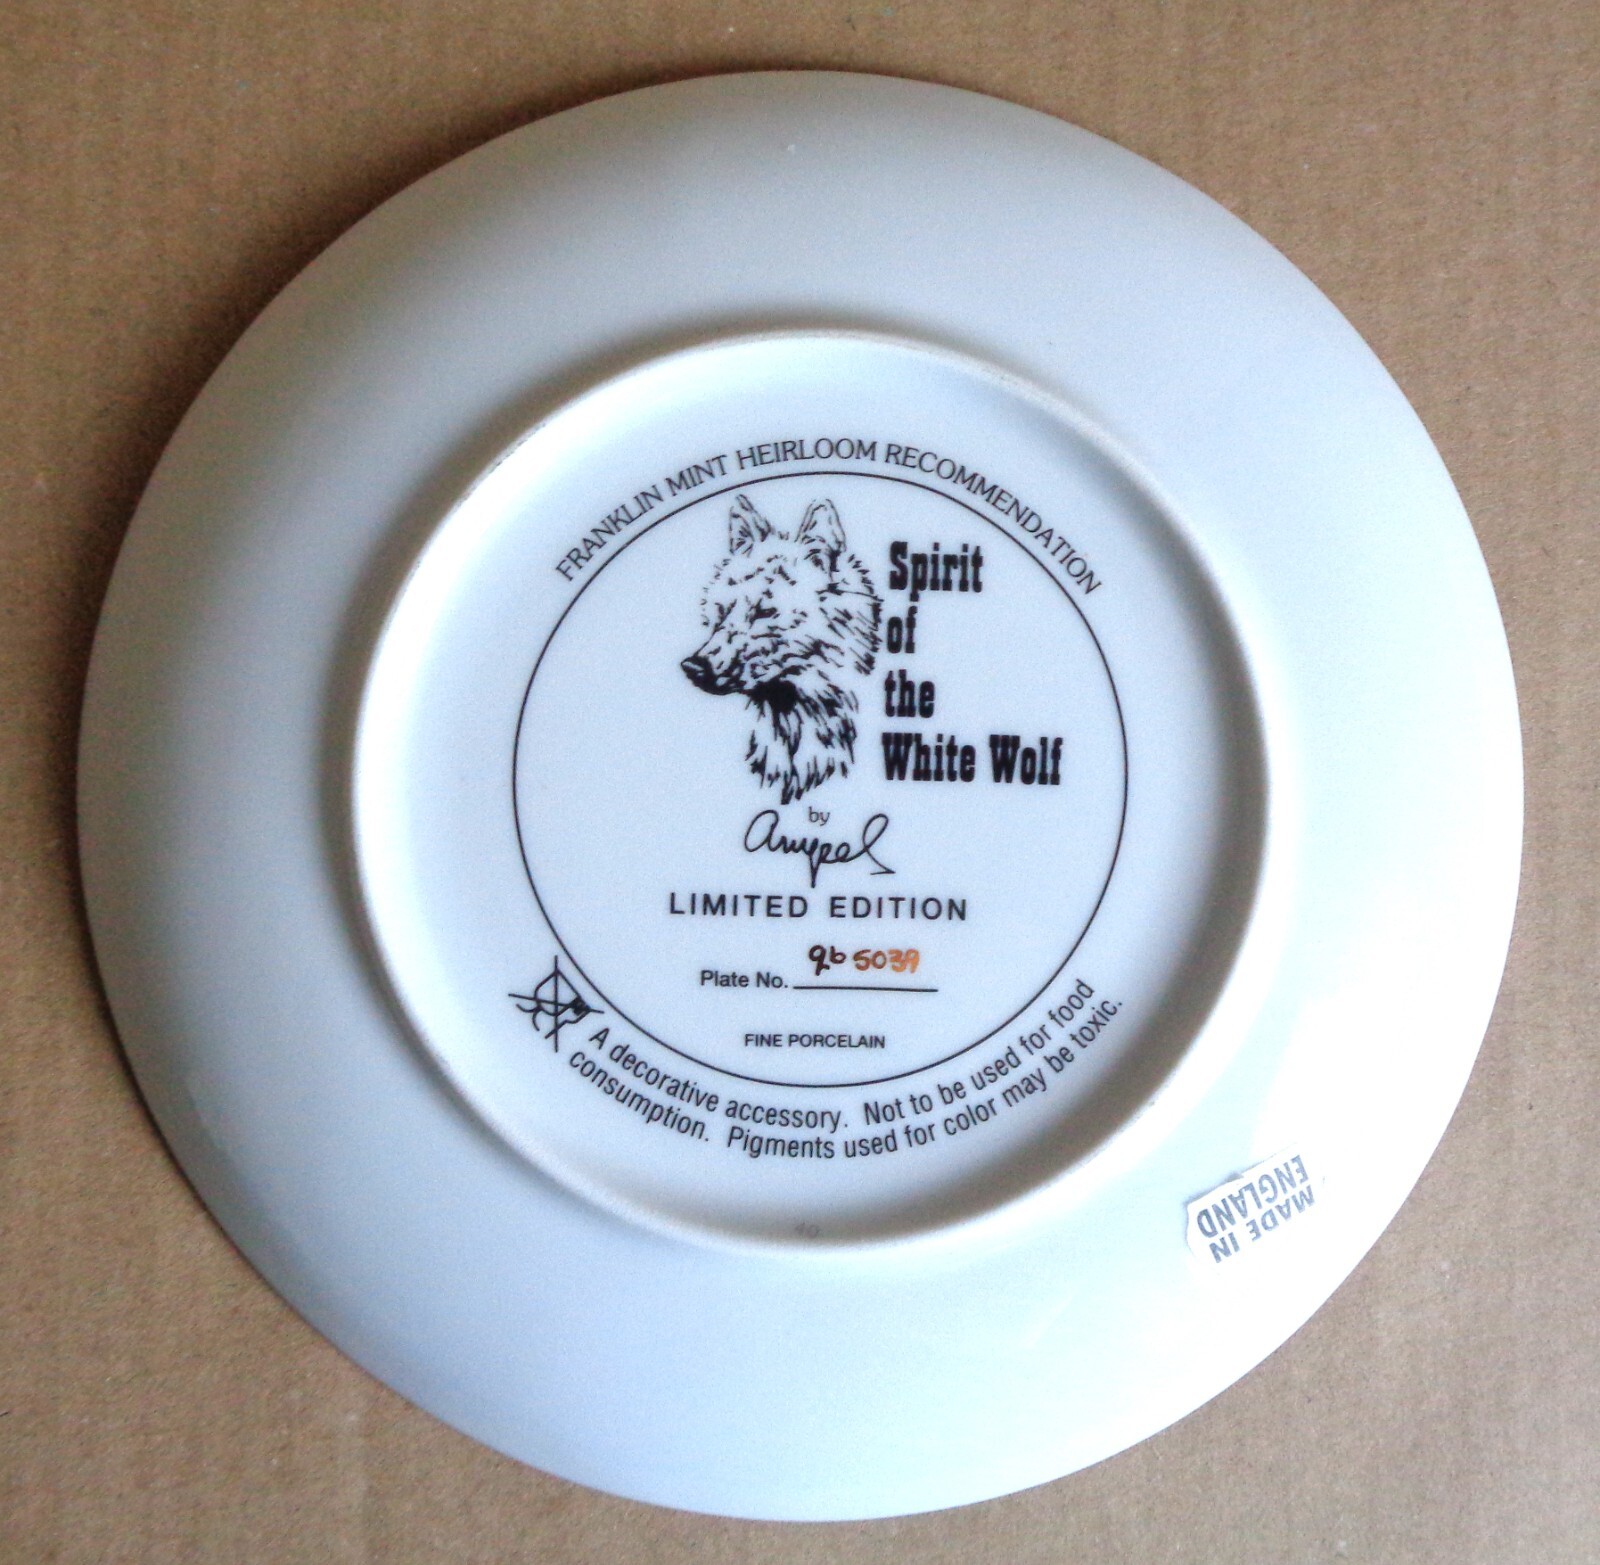 FRANKLIN MINT HEIRLOOM RECOMMENDATION
Spirit
of
the
White Wolf
by
LIMITED EDITION
Plate No. 5039
FINE PORCELAIN
A decorative accessory. Not to be used for food
consumption. Pigments used for color may be toxic.
MADE IN
ENGLAND